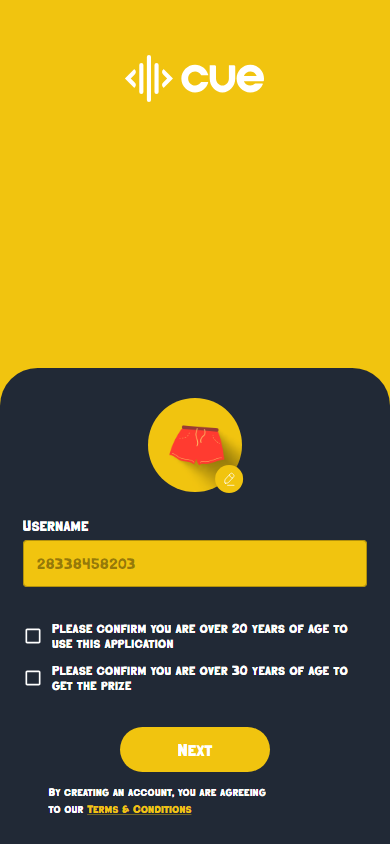 cue
Username
28338458203
Please confirm you are over 20 years of age to
use this application
Please confirm you are over 30 years of age to
get the prize
Next
By creating an account, you are agreeing
to our Terms & Conditions